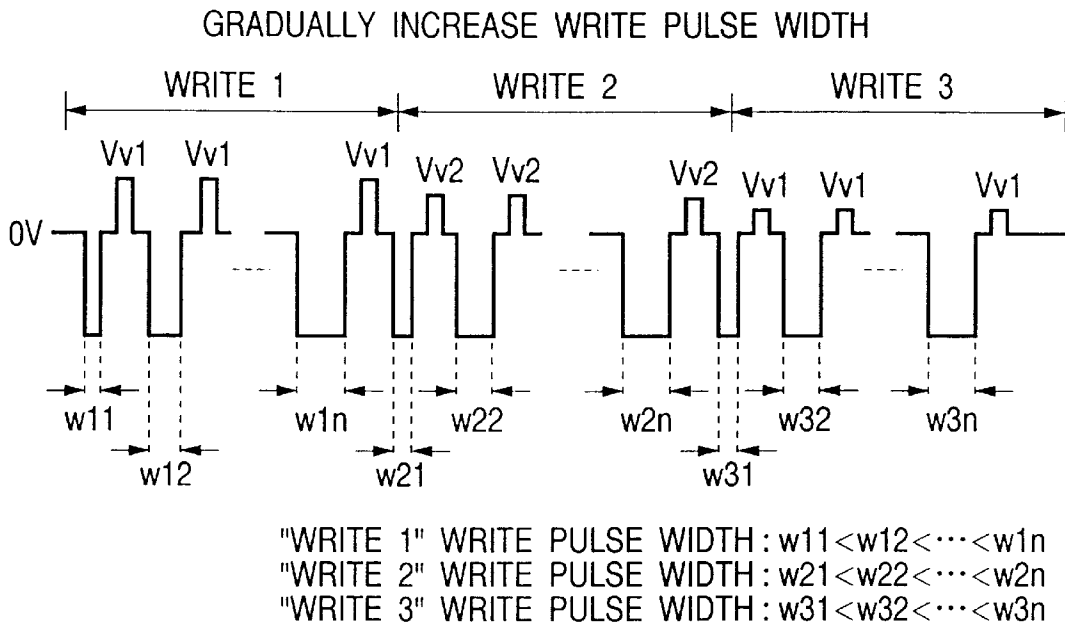 GRADUALLY INCREASE WRITE PULSE WIDTH
WRITE 1 WRITE 2 WRITE 3
Vv1 Vv1 Vv1 Vv2 Vv2 Vv2 Vv1 Vv1 Vv1
0V
w11 w1n w22 w2n w32 w3n
w12 w21 w31
"WRITE 1" WRITE PULSE WIDTH : w11<w12<···<w1n
"WRITE 2" WRITE PULSE WIDTH : w21<w22<···<w2n
"WRITE 3" WRITE PULSE WIDTH : w31<w32<···<w3n